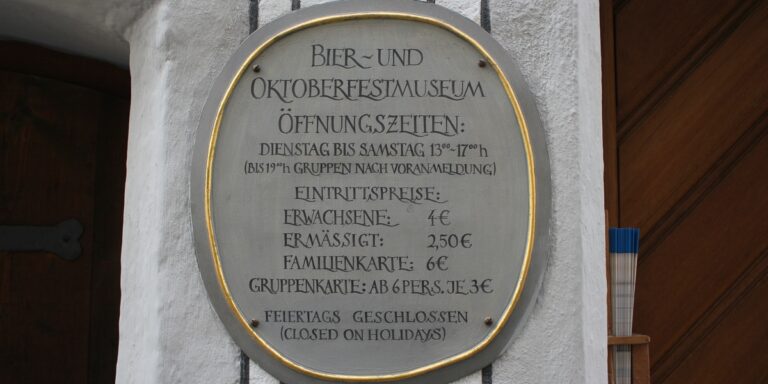 BIER- UND
OKTOBERFESTMUSEUM
ÖFFNUNGSZEITEN:
DIENSTAG BIS SAMSTAG 13⁰⁰-17⁰⁰ h
(BIS 19⁰⁰h GRUPPEN NACH VORANMELDUNG)
EINTRITTSPREISE:
ERWACHSENE: 4€
ERMÄSSIGT: 2,50€
FAMILIENKARTE: 6€
GRUPPENKARTE: AB 6 PERS. JE 3€
FEIERTAGS GESCHLOSSEN
(CLOSED ON HOLIDAYS)